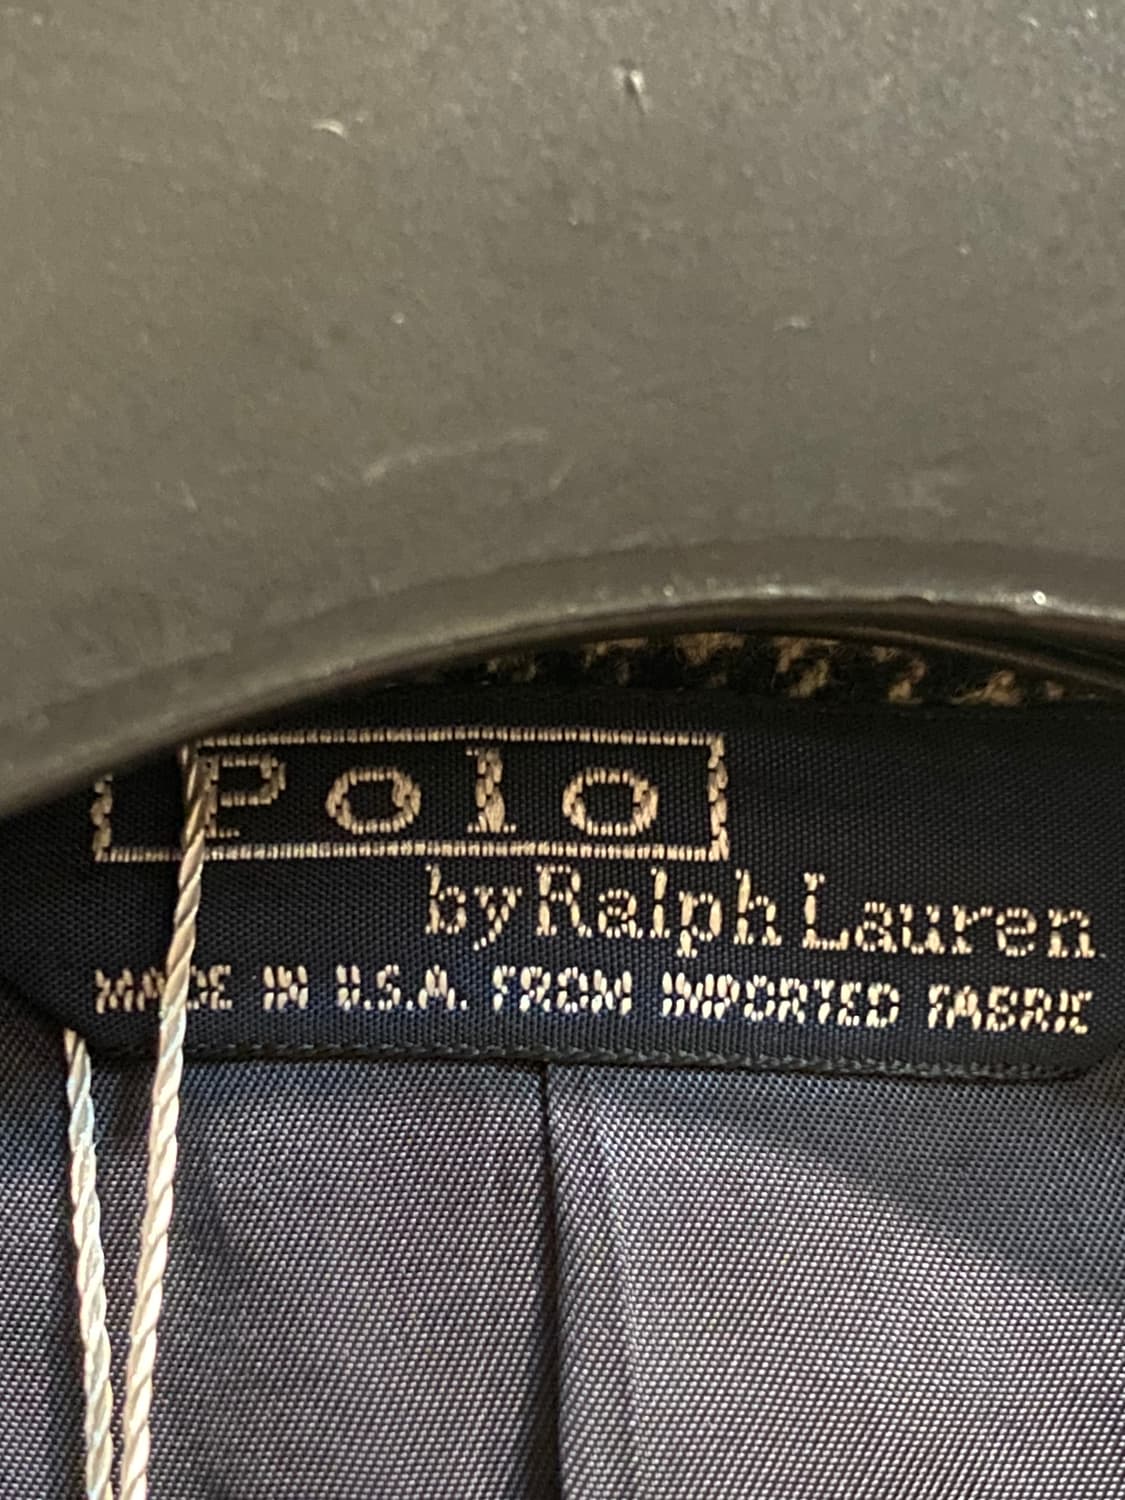 Polo
by Ralph Lauren
MADE IN U.S.A. FROM IMPORTED FABRIC